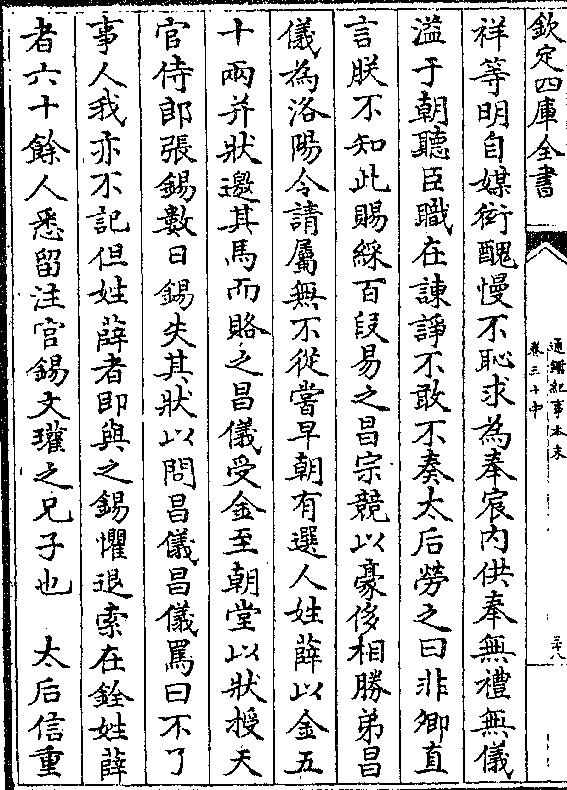 欽定四庫全書
通鑑紀事本末
卷三十中
三十八
祥等明自媒衒醜慢不恥求為奉宸内供奉無禮無儀
溢于朝聽臣職在諫諍不敢不奏太后勞之曰非卿直
言朕不知此賜綵百段易之昌宗競以豪侈相勝弟昌
儀為洛陽令請屬無不從嘗早朝有選人姓薛以金五
十兩并狀邀其馬而賂之昌儀受金至朝堂以狀授天
官侍郎張錫數日錫失其狀以問昌儀昌儀罵曰不了
事人我亦不記但姓薛者即與之錫懼退索在銓姓薛
者六十餘人悉留注官錫文瓘之兄子也　太后信重